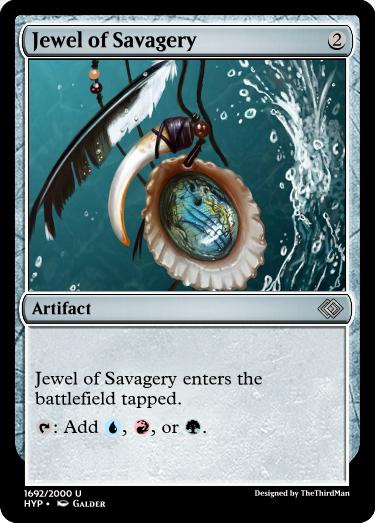 Jewel of Savagery 2
Artifact
Jewel of Savagery enters the
battlefield tapped.
: Add , , or .
1692/2000 U
HYP • Galder
Designed by TheThirdMan